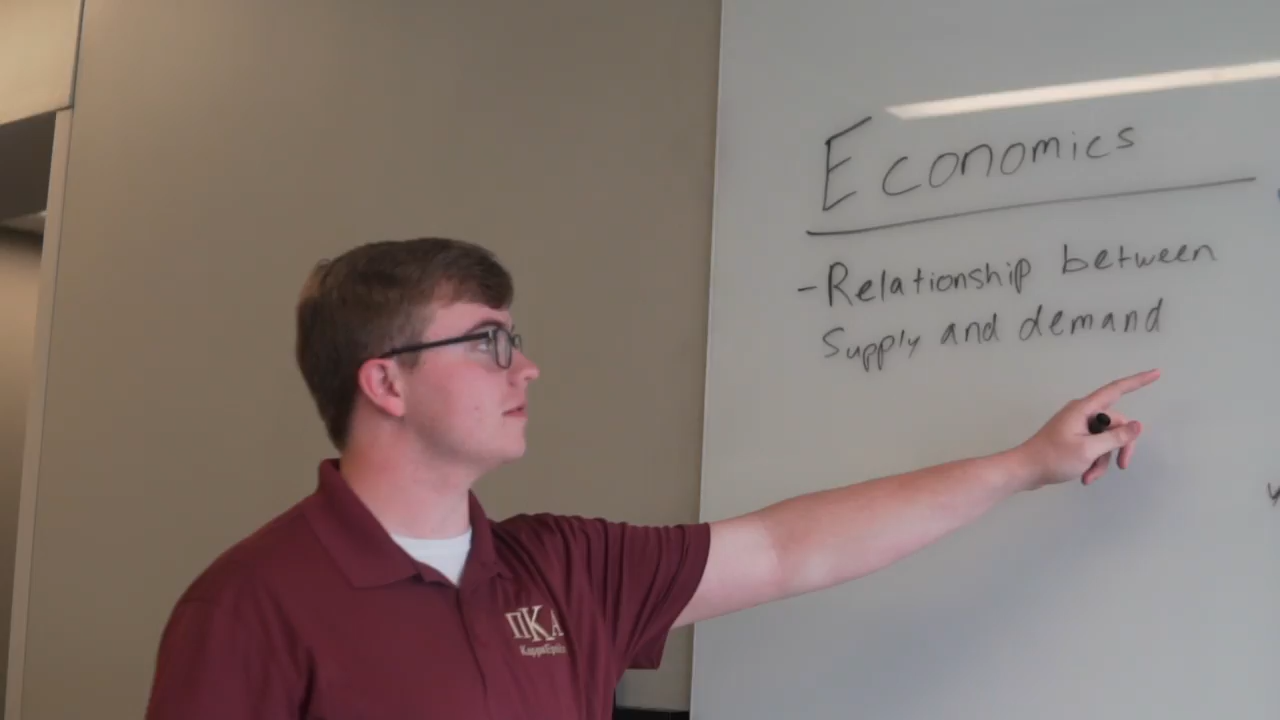 Economics
-Relationship between
Supply and demand
ΠΚΑ